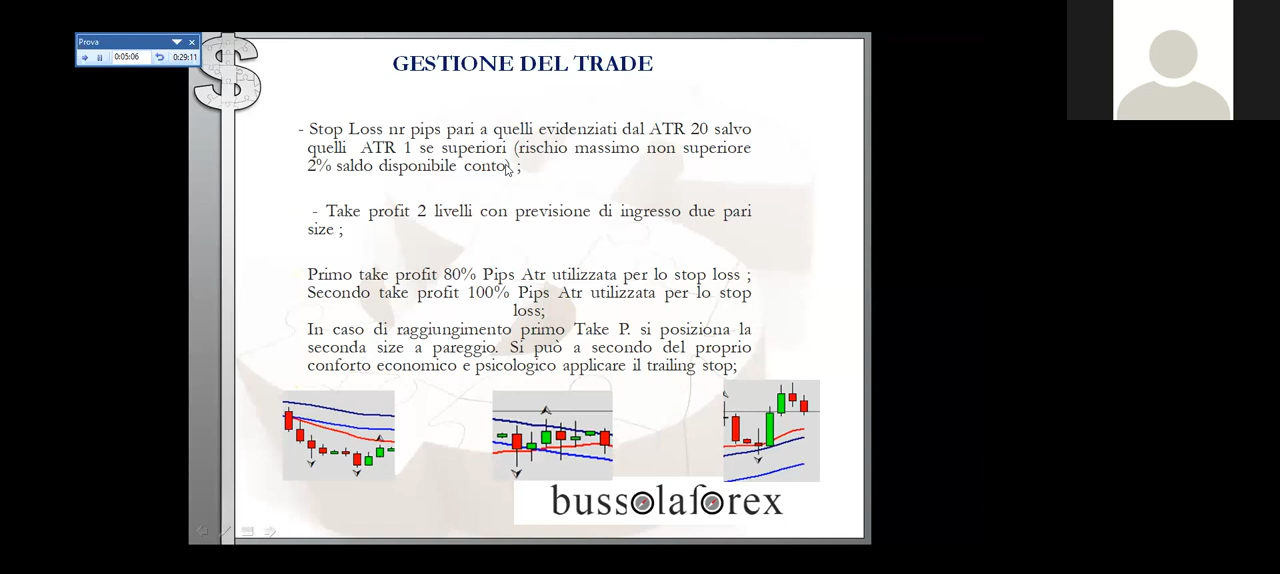 Prova
0:05:06
0:29:11
GESTIONE DEL TRADE
- Stop Loss nr pips pari a quelli evidenziati dal ATR 20 salvo
quelli ATR 1 se superiori (rischio massimo non superiore
2% saldo disponibile conto) ;
- Take profit 2 livelli con previsione di ingresso due pari
size ;
Primo take profit 80% Pips Atr utilizzata per lo stop loss ;
Secondo take profit 100% Pips Atr utilizzata per lo stop
loss;
In caso di raggiungimento primo Take P. si posiziona la
seconda size a pareggio. Si può a secondo del proprio
conforto economico e psicologico applicare il trailing stop;
bussolaforex